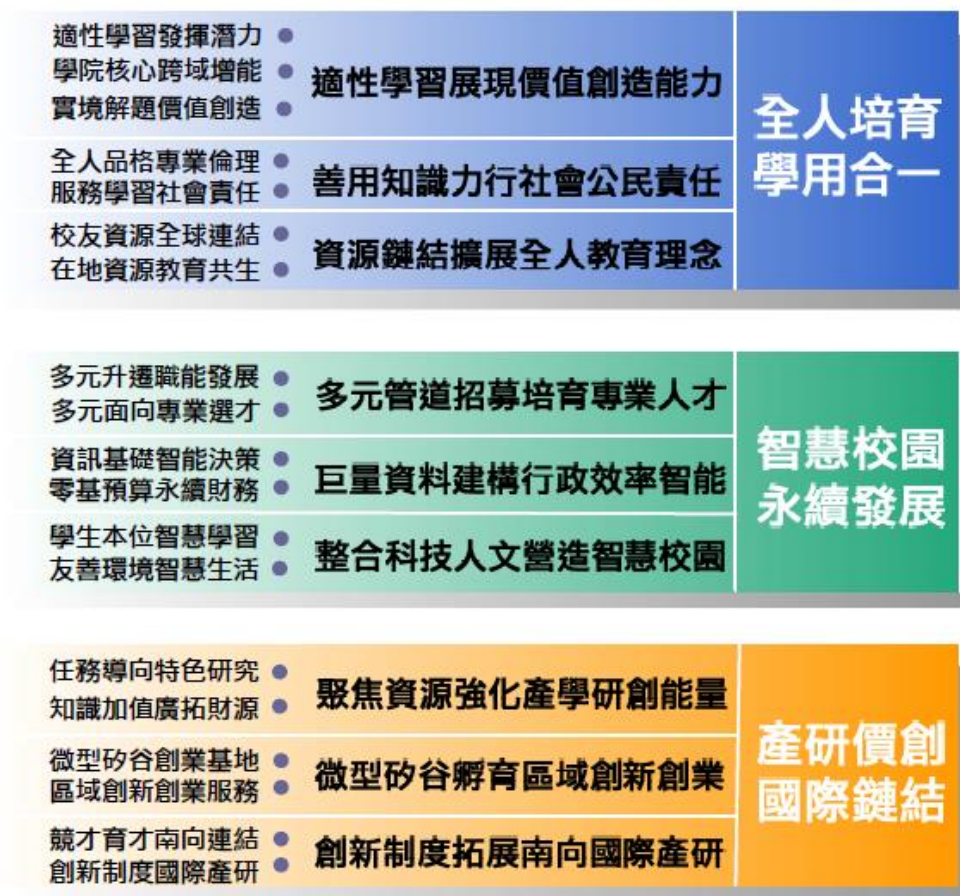 適性學習發揮潛力
學院核心跨域增能
實境解題價值創造
適性學習展現價值創造能力
全人品格專業倫理
服務學習社會責任
善用知識力行社會公民責任
校友資源全球連結
在地資源教育共生
資源鏈結擴展全人教育理念
全人培育
學用合一
多元升遷職能發展
多元面向專業選才
多元管道招募培育專業人才
資訊基礎智能決策
零基預算永續財務
巨量資料建構行政效率智能
學生本位智慧學習
友善環境智慧生活
整合科技人文營造智慧校園
智慧校園
永續發展
任務導向特色研究
知識加值廣拓財源
聚焦資源強化產學研創能量
微型矽谷創業基地
區域創新創業服務
微型矽谷孵育區域創新創業
競才育才南向連結
創新制度國際產研
創新制度拓展南向國際產研
產研價創
國際鏈結